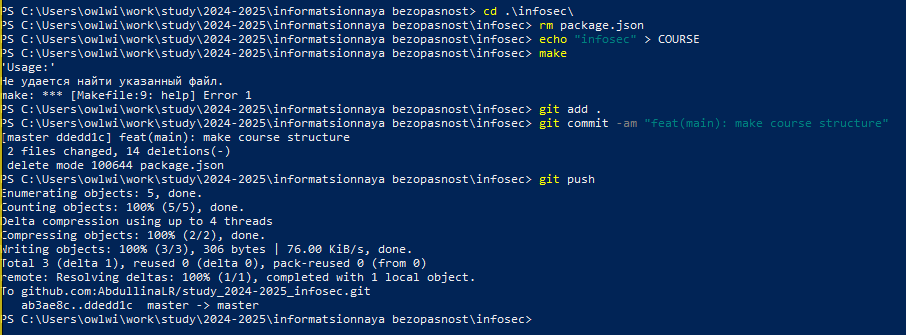 PS C:\Users\owlwi\work\study\2024-2025\informatsionnaya bezopasnost> cd .\infosec\
PS C:\Users\owlwi\work\study\2024-2025\informatsionnaya bezopasnost\infosec> rm package.json
PS C:\Users\owlwi\work\study\2024-2025\informatsionnaya bezopasnost\infosec> echo "infosec" > COURSE
PS C:\Users\owlwi\work\study\2024-2025\informatsionnaya bezopasnost\infosec> make
'Usage:'
Не удается найти указанный файл.
make: *** [Makefile:9: help] Error 1
PS C:\Users\owlwi\work\study\2024-2025\informatsionnaya bezopasnost\infosec> git add .
PS C:\Users\owlwi\work\study\2024-2025\informatsionnaya bezopasnost\infosec> git commit -am "feat(main): make course structure"
[master ddedd1c] feat(main): make course structure
2 files changed, 14 deletions(-)
delete mode 100644 package.json
PS C:\Users\owlwi\work\study\2024-2025\informatsionnaya bezopasnost\infosec> git push
Enumerating objects: 5, done.
Counting objects: 100% (5/5), done.
Delta compression using up to 4 threads
Compressing objects: 100% (2/2), done.
Writing objects: 100% (3/3), 306 bytes | 76.00 KiB/s, done.
Total 3 (delta 1), reused 0 (delta 0), pack-reused 0 (from 0)
remote: Resolving deltas: 100% (1/1), completed with 1 local object.
To github.com:AbdullinaLR/study_2024-2025_infosec.git
ab3ae8c..ddedd1c  master -> master
PS C:\Users\owlwi\work\study\2024-2025\informatsionnaya bezopasnost\infosec>